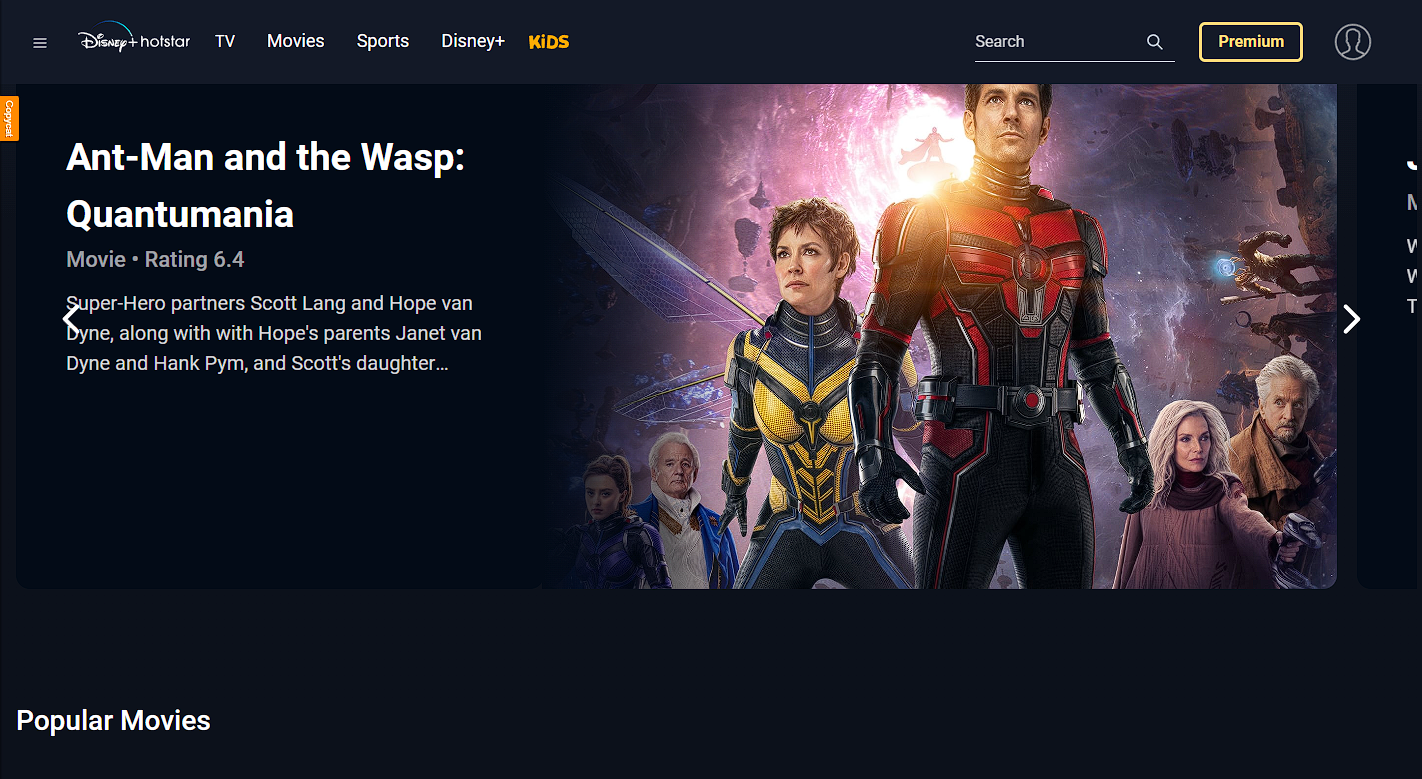 Disney+ hotstar
TV
Movies
Sports
Disney+
KiDS
Search
Premium
Copycat
Ant-Man and the Wasp:
Quantumania
Movie • Rating 6.4
Super-Hero partners Scott Lang and Hope van
Dyne, along with with Hope's parents Janet van
Dyne and Hank Pym, and Scott's daughter...
Popular Movies